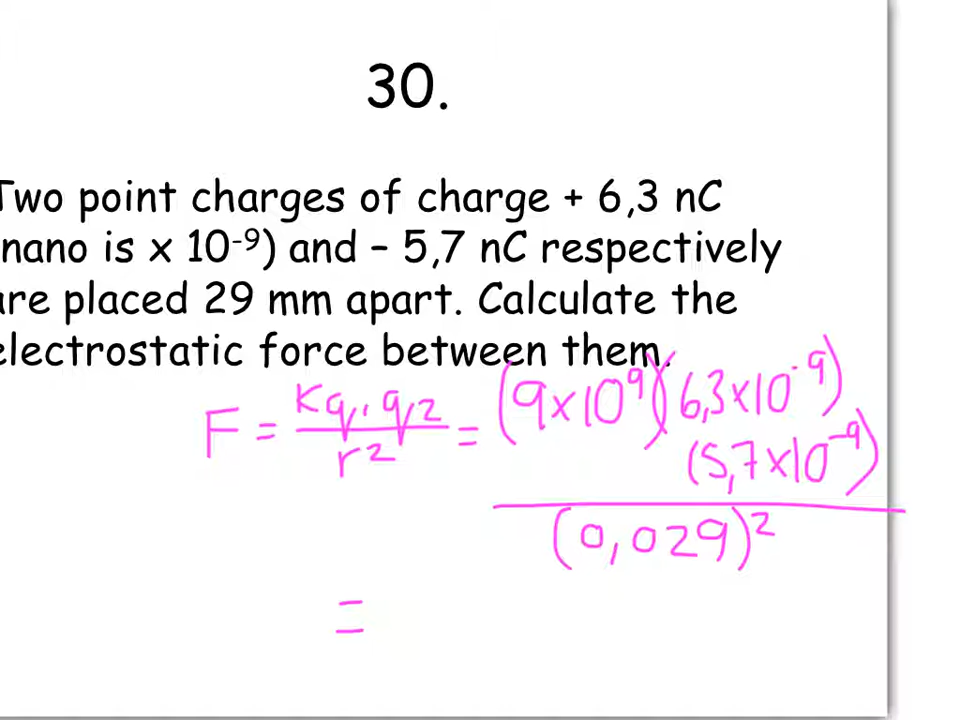 30.
Two point charges of charge + 6,3 nC
nano is x 10⁻⁹) and – 5,7 nC respectively
are placed 29 mm apart. Calculate the
electrostatic force between them.
F = kq₁q₂/r² = (9x10⁹)(6,3x10⁻⁹)
(5,7x10⁻⁹)
(0,029)²
=